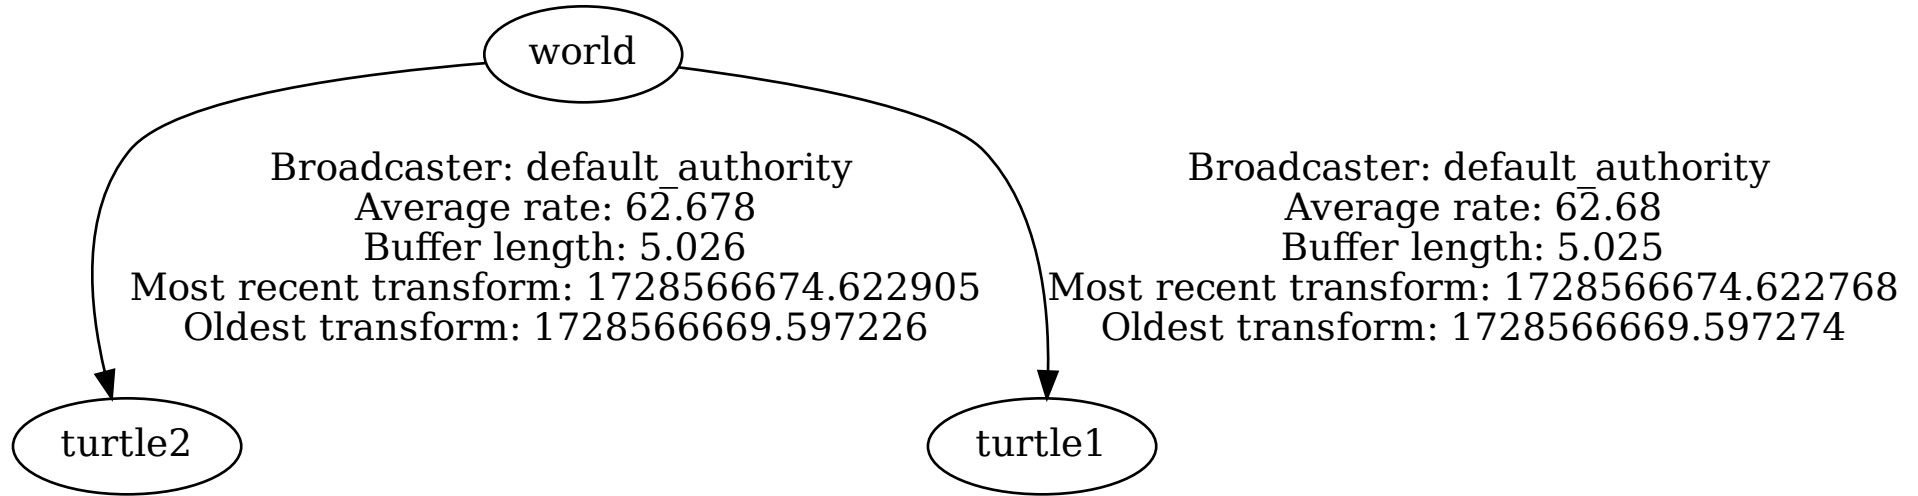 world
Broadcaster: default_authority
Average rate: 62.678
Buffer length: 5.026
Most recent transform: 1728566674.622905
Oldest transform: 1728566669.597226
Broadcaster: default_authority
Average rate: 62.68
Buffer length: 5.025
Most recent transform: 1728566674.622768
Oldest transform: 1728566669.597274
turtle2
turtle1